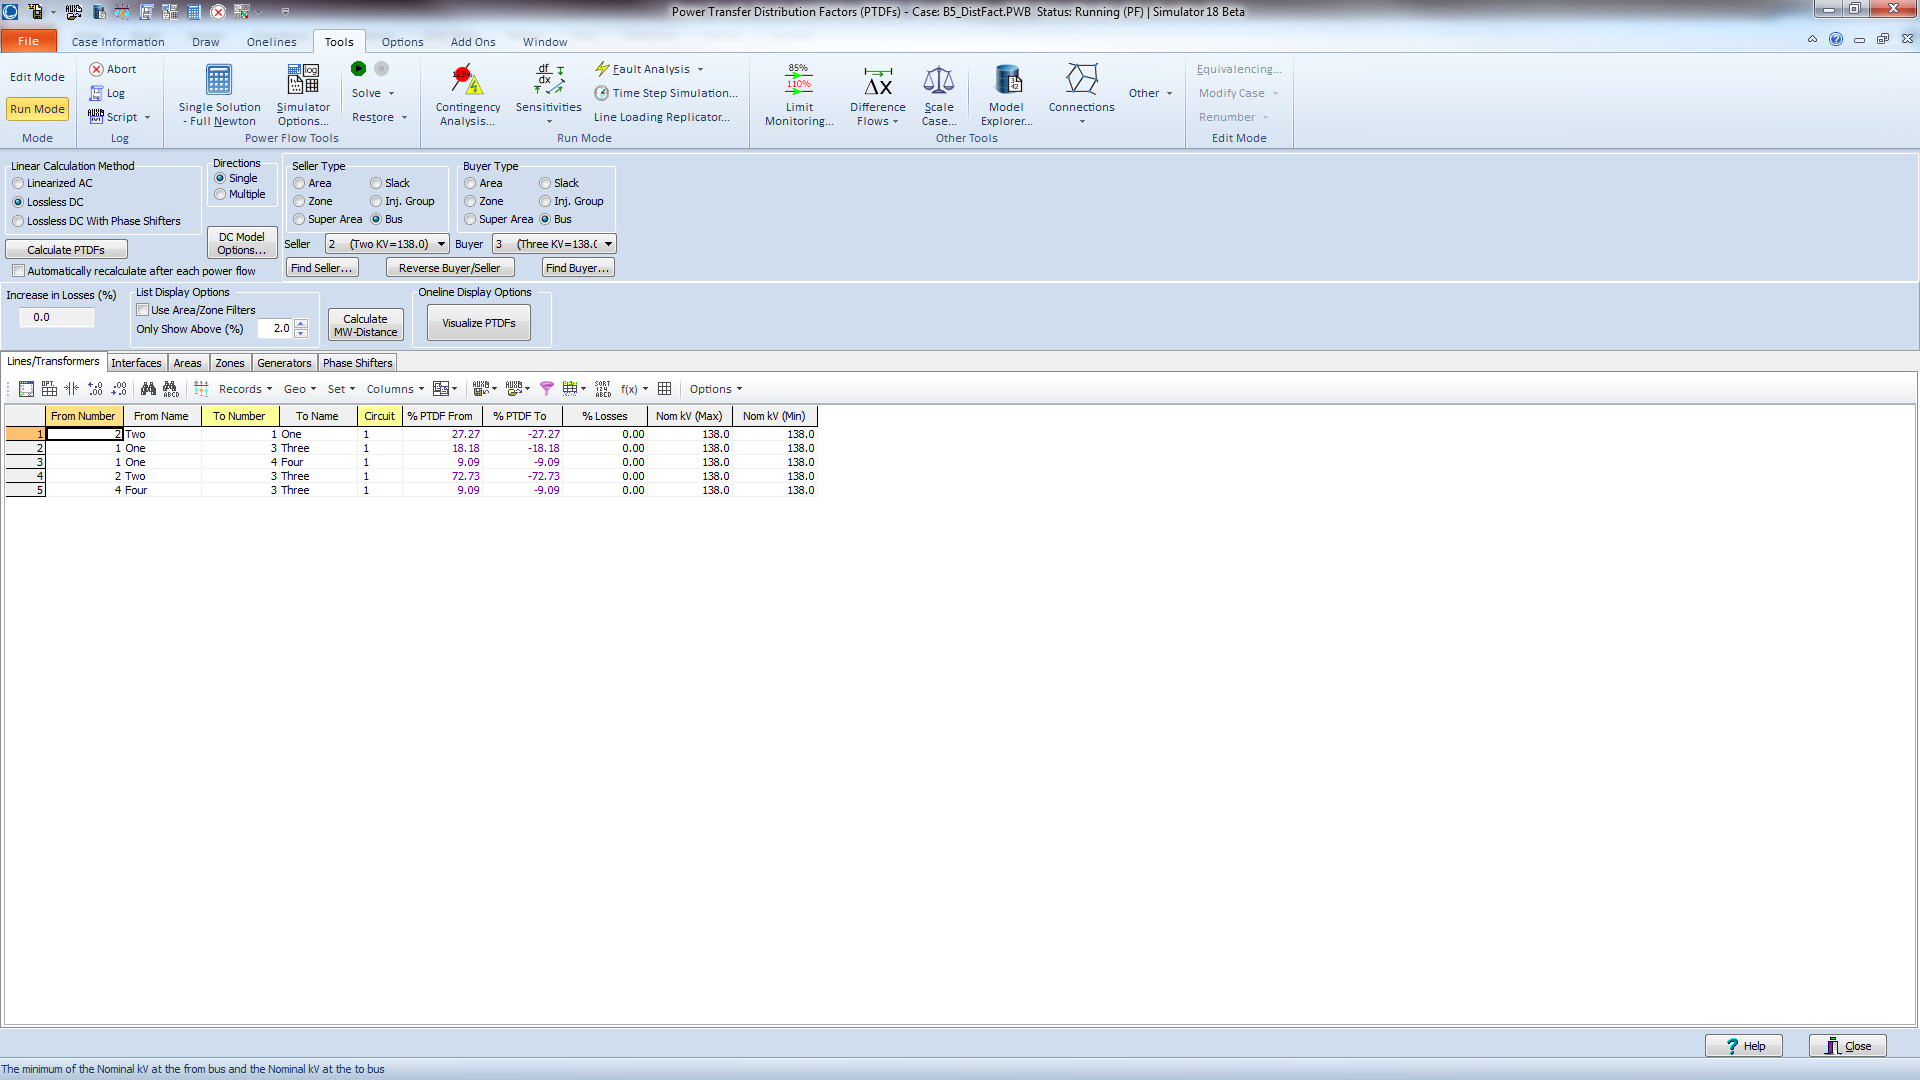 Power Transfer Distribution Factors (PTDFs) - Case: B5_DistFact.PWB Status: Running (PF) | Simulator 18 Beta
File Case Information Draw Onelines Tools Options Add Ons Window
Edit Mode
Run Mode
Mode
Abort
Log
Script
Log
Single Solution
- Full Newton
Simulator
Options...
Solve
Restore
Power Flow Tools
Contingency
Analysis...
Sensitivities
Fault Analysis
Time Step Simulation...
Line Loading Replicator...
Run Mode
85%
110%
Limit
Monitoring...
Difference
Flows
Scale
Case...
Model
Explorer...
Connections
Other
Other Tools
Equivalencing...
Modify Case
Renumber
Edit Mode
Linear Calculation Method
Linearized AC
Lossless DC
Lossless DC With Phase Shifters
Calculate PTDFs
Automatically recalculate after each power flow
Directions
Single
Multiple
DC Model
Options...
Seller Type
Area Slack
Zone Inj. Group
Super Area Bus
Buyer Type
Area Slack
Zone Inj. Group
Super Area Bus
Seller 2 (Two KV=138.0) Buyer 3 (Three KV=138.(
Find Seller... Reverse Buyer/Seller Find Buyer...
Increase in Losses (%)
0.0
List Display Options
Use Area/Zone Filters
Only Show Above (%) 2.0
Calculate
MW-Distance
Oneline Display Options
Visualize PTDFs
Lines/Transformers Interfaces Areas Zones Generators Phase Shifters
Records Geo Set Columns f(x) Options
From Number From Name To Number To Name Circuit % PTDF From % PTDF To % Losses Nom kV (Max) Nom kV (Min)
1 2 Two 1 One 1 27.27 -27.27 0.00 138.0 138.0
2 1 One 3 Three 1 18.18 -18.18 0.00 138.0 138.0
3 1 One 4 Four 1 9.09 -9.09 0.00 138.0 138.0
4 2 Two 3 Three 1 72.73 -72.73 0.00 138.0 138.0
5 4 Four 3 Three 1 9.09 -9.09 0.00 138.0 138.0
Help Close
The minimum of the Nominal kV at the from bus and the Nominal kV at the to bus